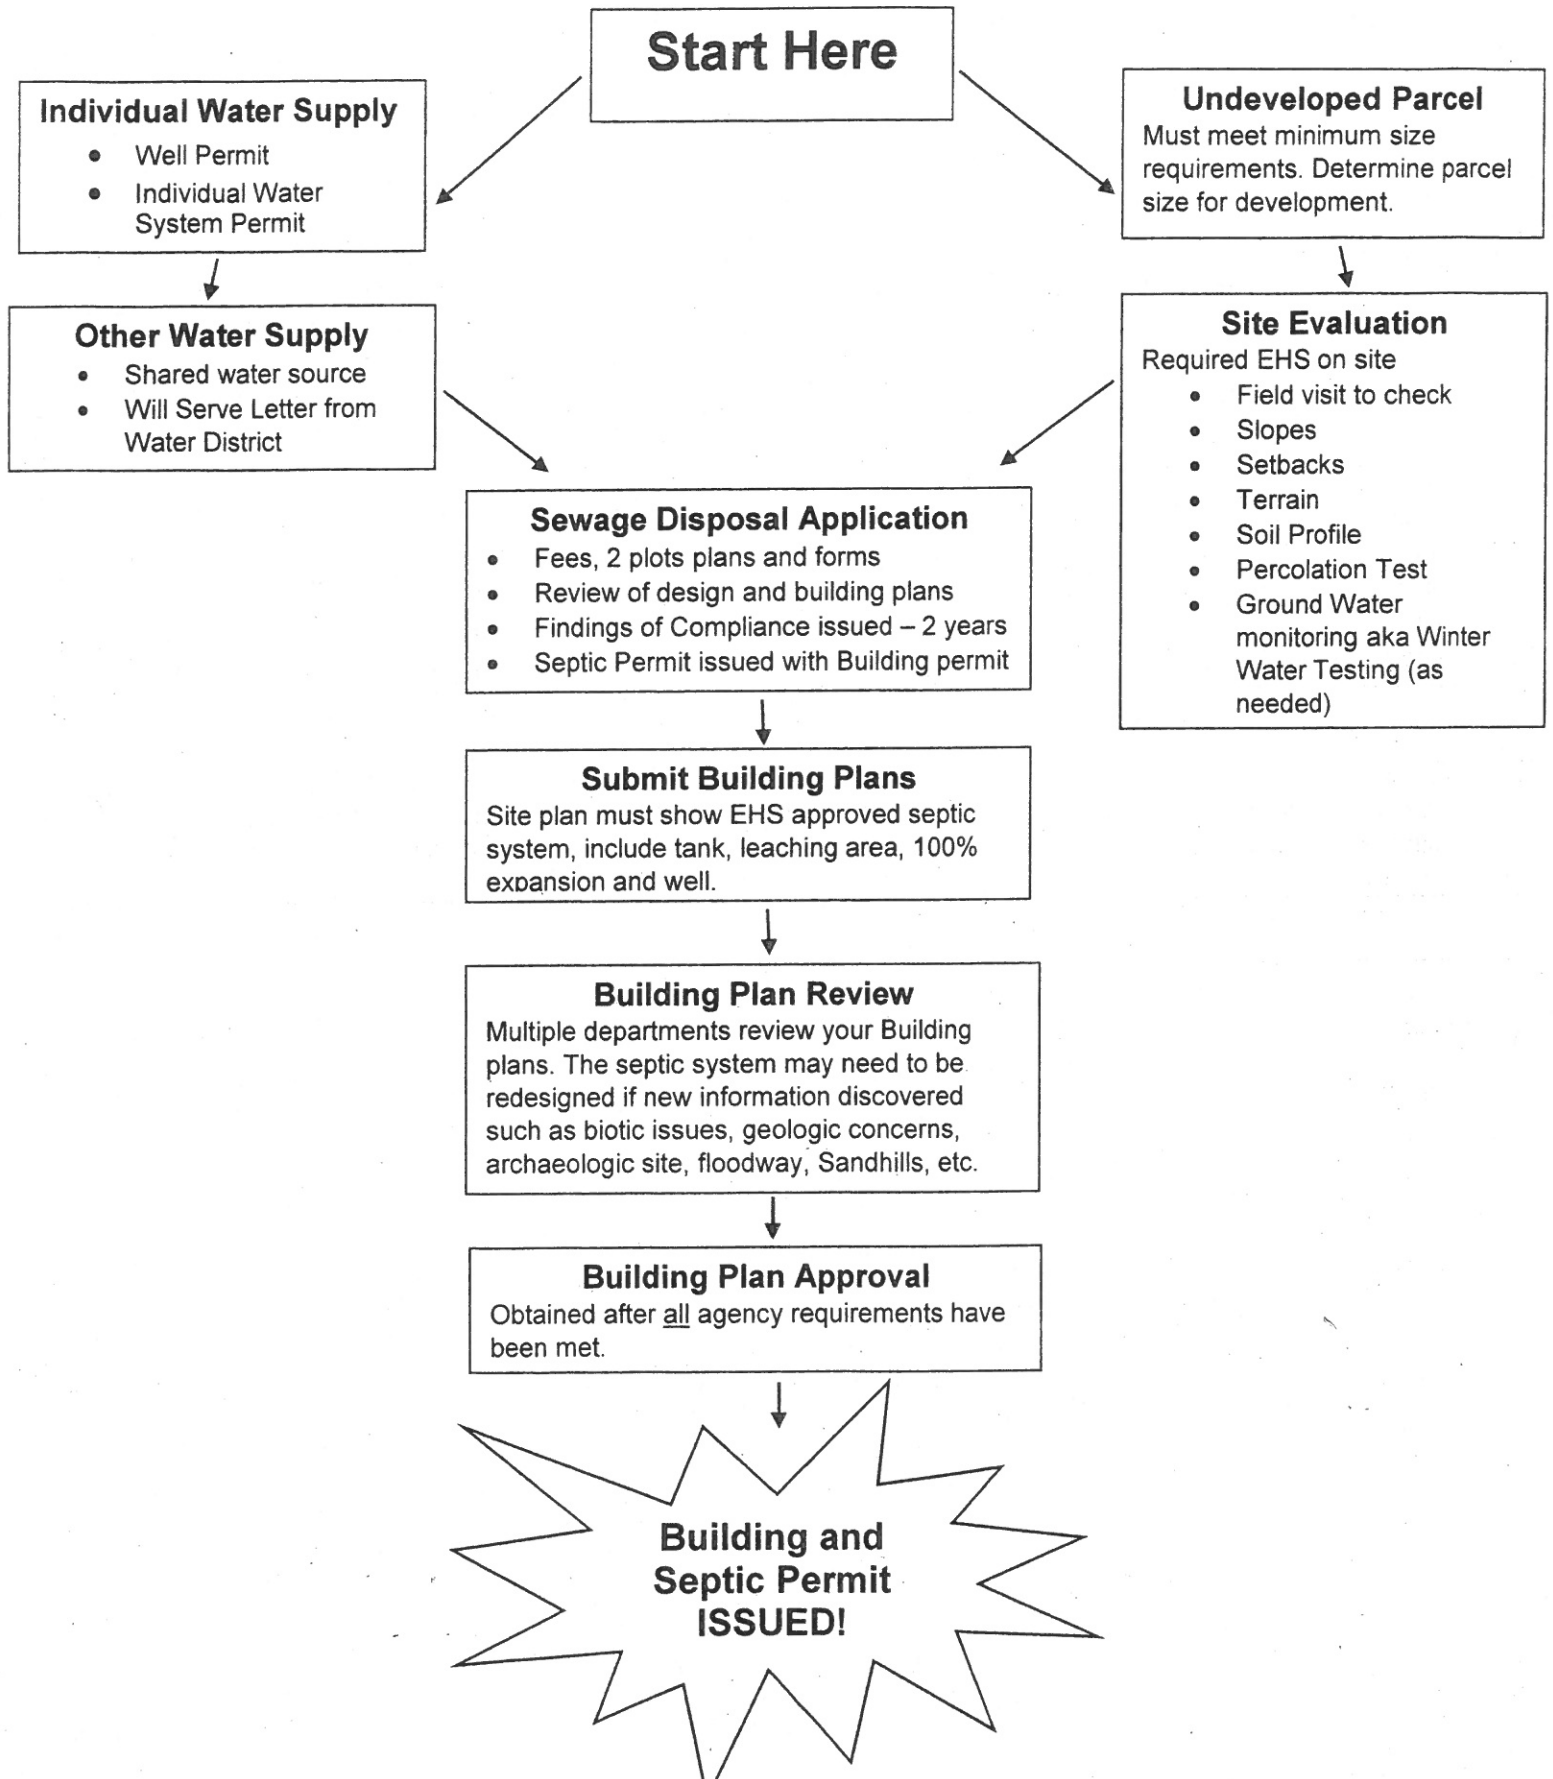 Start Here
Individual Water Supply
• Well Permit
• Individual Water
System Permit
Undeveloped Parcel
Must meet minimum size
requirements. Determine parcel
size for development.
Other Water Supply
• Shared water source
• Will Serve Letter from
Water District
Site Evaluation
Required EHS on site
• Field visit to check
• Slopes
• Setbacks
• Terrain
• Soil Profile
• Percolation Test
• Ground Water
monitoring aka Winter
Water Testing (as
needed)
Sewage Disposal Application
• Fees, 2 plots plans and forms
• Review of design and building plans
• Findings of Compliance issued – 2 years
• Septic Permit issued with Building permit
Submit Building Plans
Site plan must show EHS approved septic
system, include tank, leaching area, 100%
expansion and well.
Building Plan Review
Multiple departments review your Building
plans. The septic system may need to be
redesigned if new information discovered
such as biotic issues, geologic concerns,
archaeologic site, floodway, Sandhills, etc.
Building Plan Approval
Obtained after all agency requirements have
been met.
Building and
Septic Permit
ISSUED!